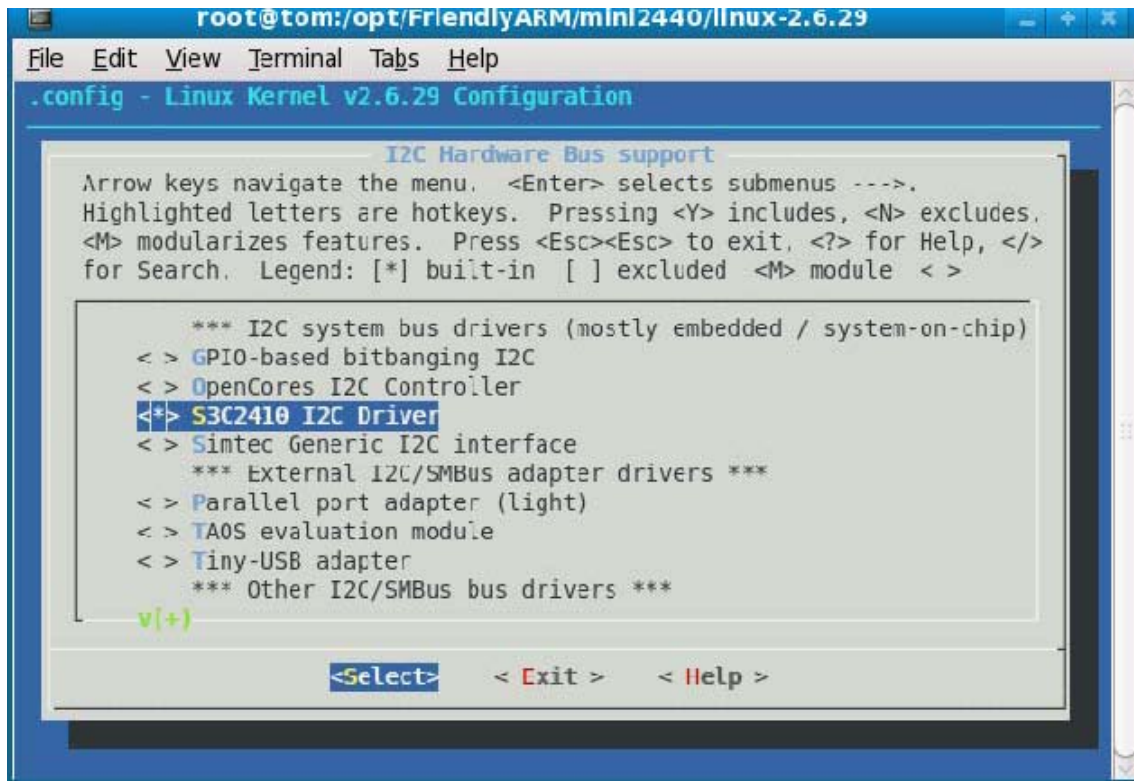 root@tom:/opt/FriendlyARM/mini2440/linux-2.6.29
File Edit View Terminal Tabs Help
.config - Linux Kernel v2.6.29 Configuration
I2C Hardware Bus support
Arrow keys navigate the menu. <Enter> selects submenus --->.
Highlighted letters are hotkeys. Pressing <Y> includes, <N> excludes,
<M> modularizes features. Press <Esc><Esc> to exit, <?> for Help, </>
for Search. Legend: [*] built-in [ ] excluded <M> module < >
*** I2C system bus drivers (mostly embedded / system-on-chip)
< > GPIO-based bitbanging I2C
< > OpenCores I2C Controller
<*> S3C2410 I2C Driver
< > Simtec Generic I2C interface
*** External I2C/SMBus adapter drivers ***
< > Parallel port adapter (light)
< > TAOS evaluation module
< > Tiny-USB adapter
*** Other I2C/SMBus bus drivers ***
v(+)
<Select> < Exit > < Help >